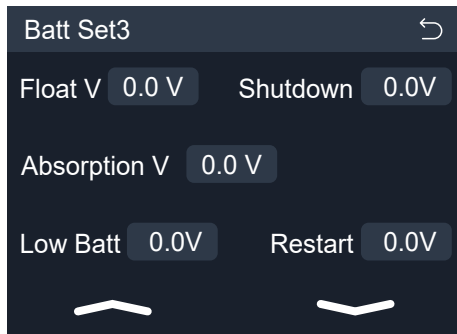 Batt Set3
Float V 0.0 V Shutdown 0.0V
Absorption V 0.0 V
Low Batt 0.0V Restart 0.0V